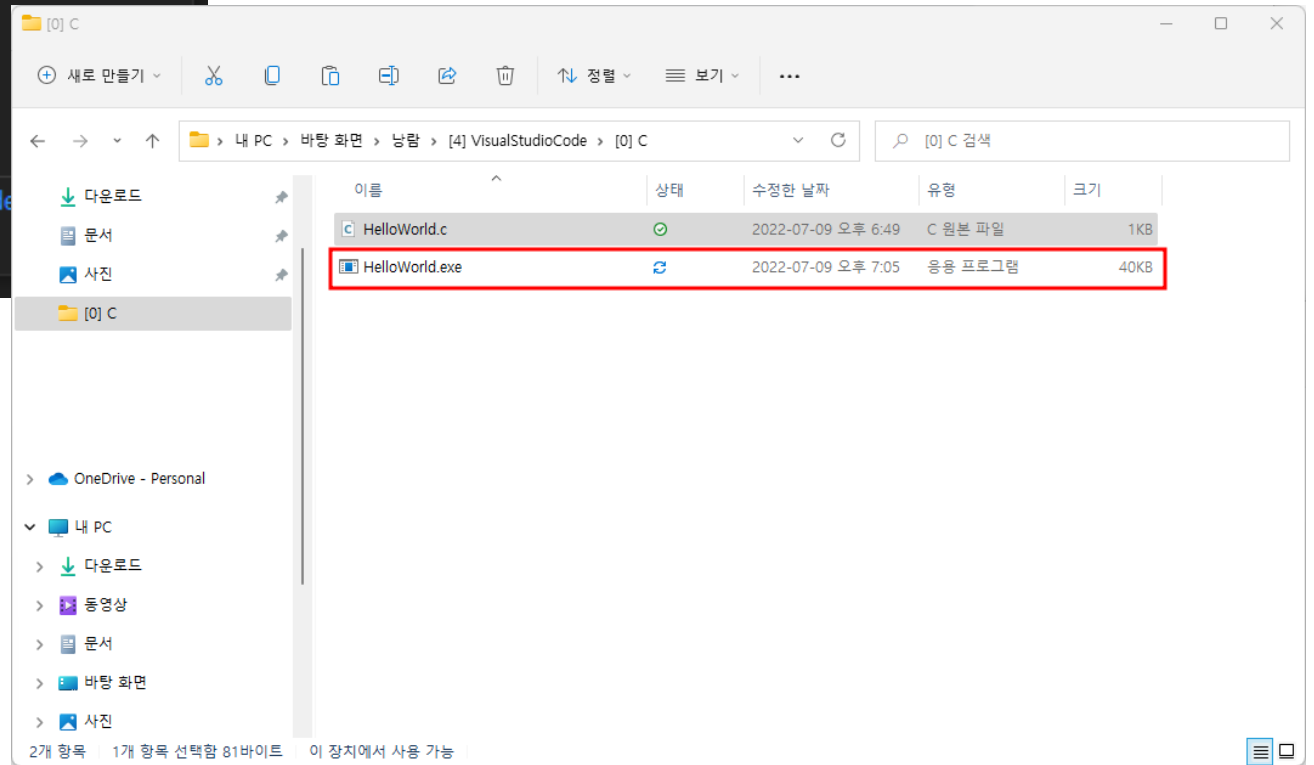 [0] C
새로 만들기
정렬
보기
내 PC > 바탕 화면 > 낭람 > [4] VisualStudioCode > [0] C
[0] C 검색
다운로드
문서
사진
[0] C
OneDrive - Personal
내 PC
다운로드
동영상
문서
바탕 화면
사진
이름 상태 수정한 날짜 유형 크기
HelloWorld.c 2022-07-09 오후 6:49 C 원본 파일 1KB
HelloWorld.exe 2022-07-09 오후 7:05 응용 프로그램 40KB
2개 항목 1개 항목 선택함 81바이트 이 장치에서 사용 가능